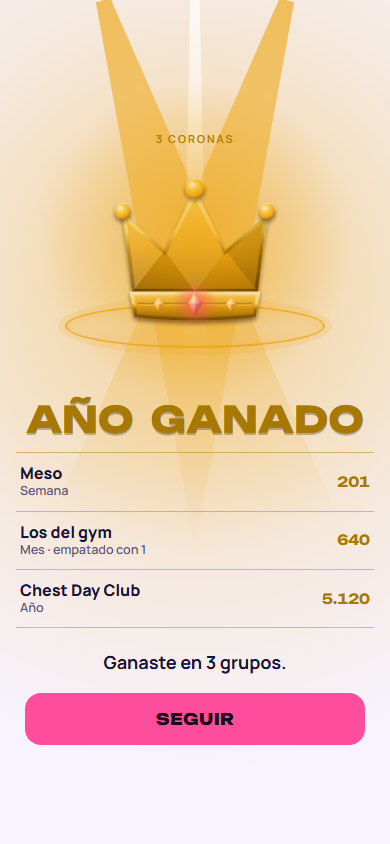 3 CORONAS
AÑO GANADO
Meso
Semana
201
Los del gym
Mes · empatado con 1
640
Chest Day Club
Año
5.120
Ganaste en 3 grupos.
SEGUIR